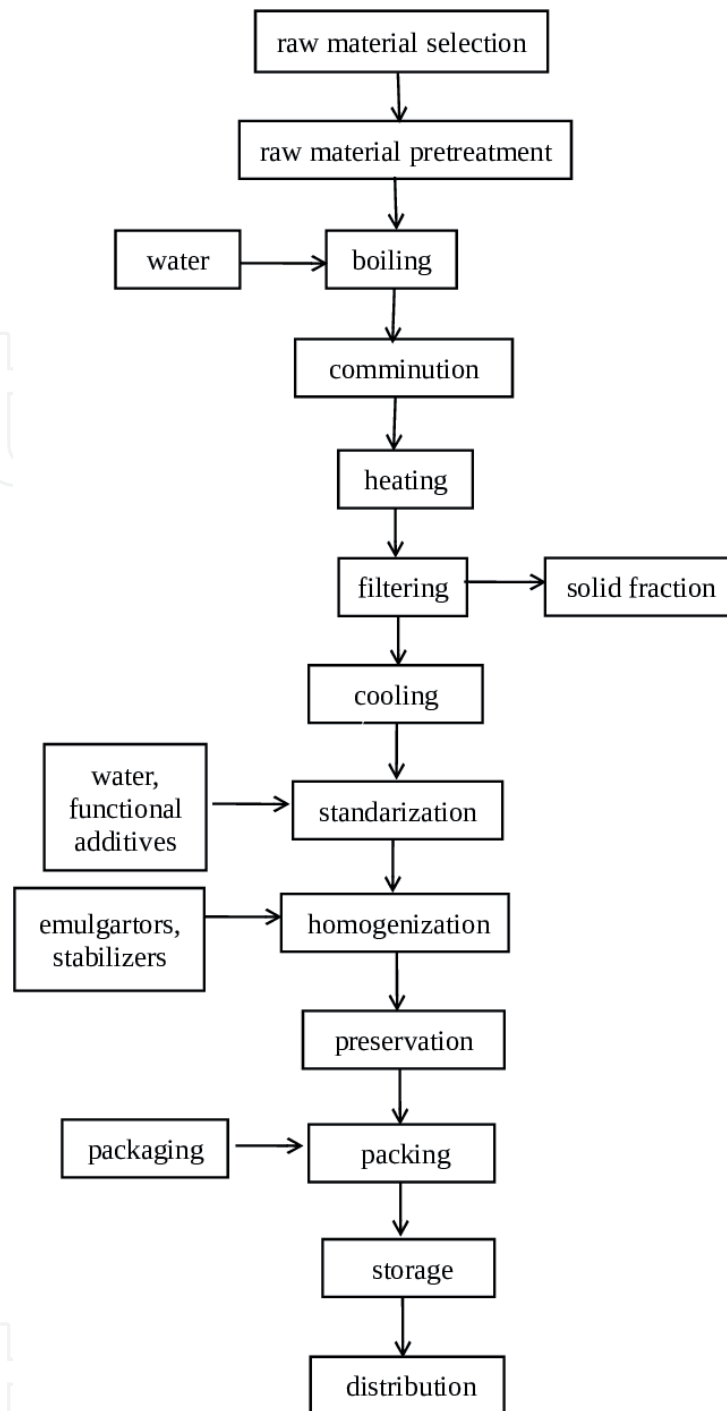 raw material selection
raw material pretreatment
water
boiling
comminution
heating
filtering
solid fraction
cooling
water,
functional
additives
standarization
emulgartors,
stabilizers
homogenization
preservation
packaging
packing
storage
distribution